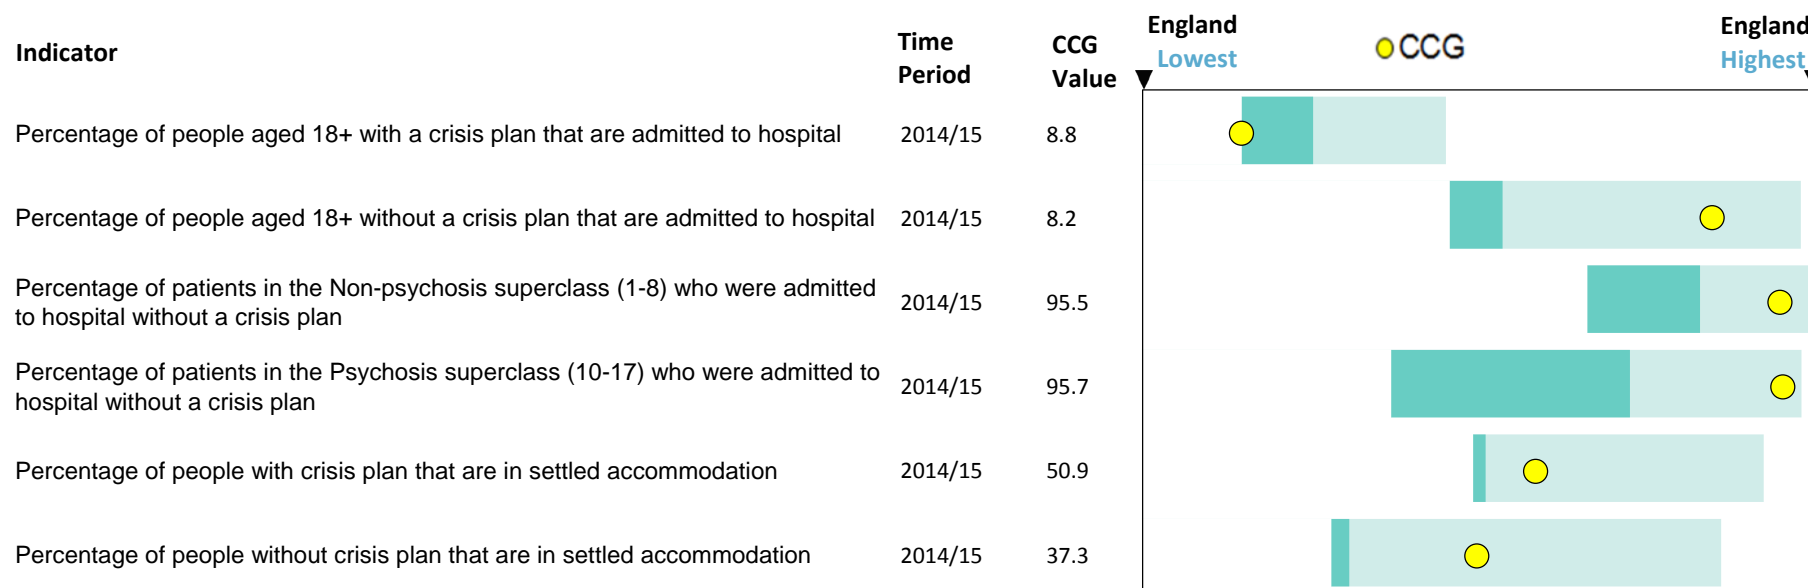 Indicator
Time
Period
CCG
Value
England
Lowest
CCG
England
Highest
Percentage of people aged 18+ with a crisis plan that are admitted to hospital 2014/15 8.8
Percentage of people aged 18+ without a crisis plan that are admitted to hospital 2014/15 8.2
Percentage of patients in the Non-psychosis superclass (1-8) who were admitted
to hospital without a crisis plan
2014/15 95.5
Percentage of patients in the Psychosis superclass (10-17) who were admitted to
hospital without a crisis plan
2014/15 95.7
Percentage of people with crisis plan that are in settled accommodation 2014/15 50.9
Percentage of people without crisis plan that are in settled accommodation 2014/15 37.3